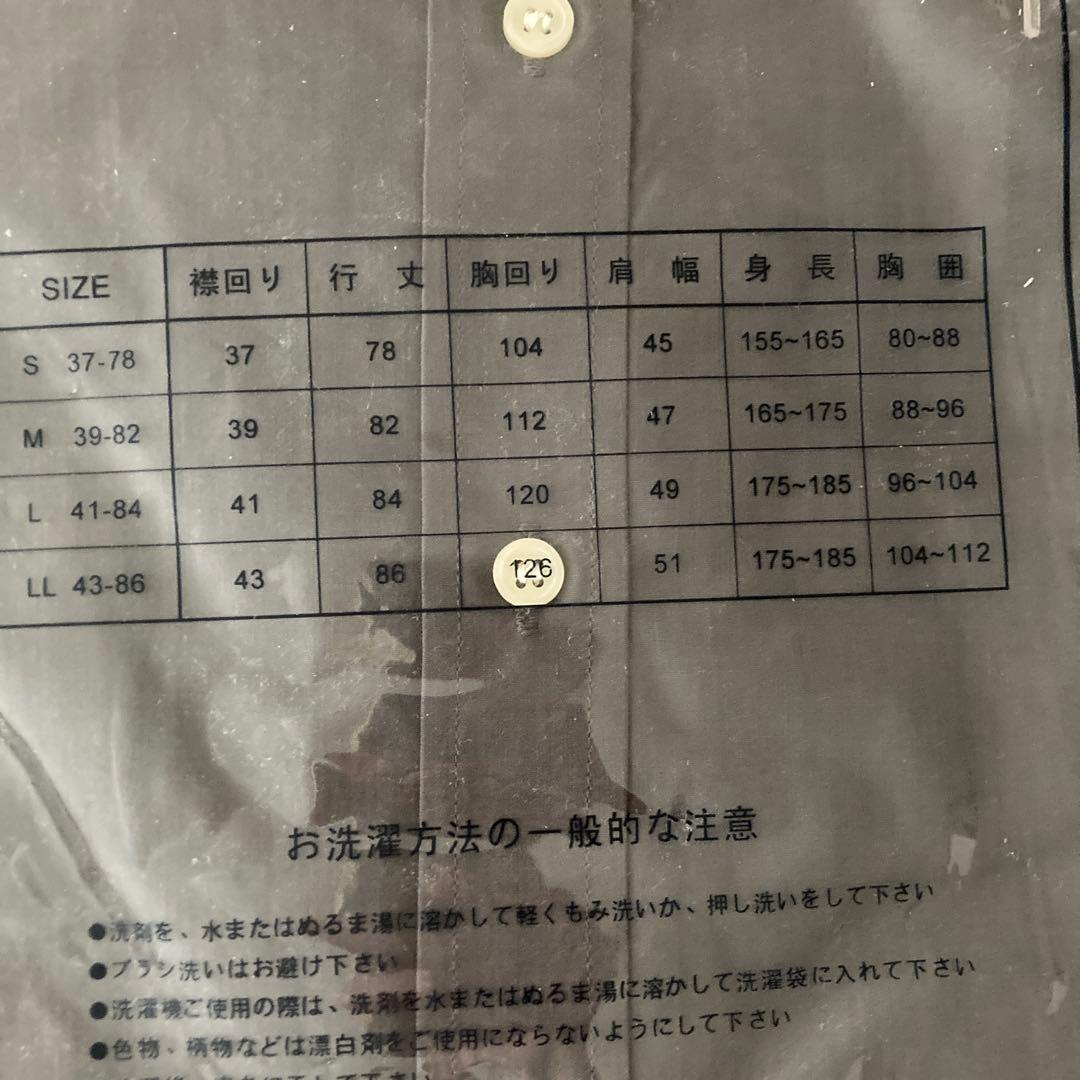 SIZE 襟回り 行 丈 胸回り 肩 幅 身 長 胸 囲
S 37-78 37 78 104 45 155~165 80~88
M 39-82 39 82 112 47 165~175 88~96
L 41-84 41 84 120 49 175~185 96~104
LL 43-86 43 86 126 51 175~185 104~112
お洗濯方法の一般的な注意
●洗剤を、水またはぬるま湯に溶かして軽くもみ洗いか、押し洗いをして下さい
●ブラシ洗いはお避け下さい
●洗濯機ご使用の際は、洗剤を水またはぬるま湯に溶かして洗濯袋に入れて下さい
●色物、柄物などは漂白剤をご使用にならないようにして下さい